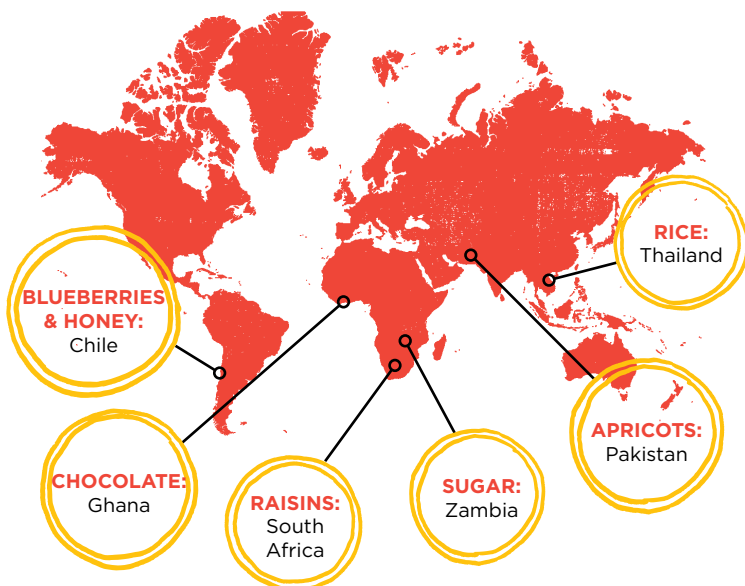 BLUEBERRIES
& HONEY:
Chile
RICE:
Thailand
CHOCOLATE:
Ghana
RAISINS:
South
Africa
SUGAR:
Zambia
APRICOTS:
Pakistan